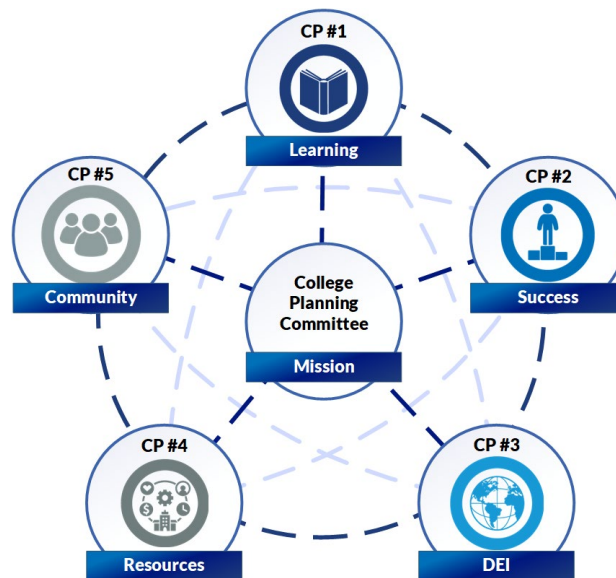 CP #1
Learning
CP #2
Success
CP #3
DEI
CP #4
$
Resources
CP #5
Community
College
Planning
Committee
Mission